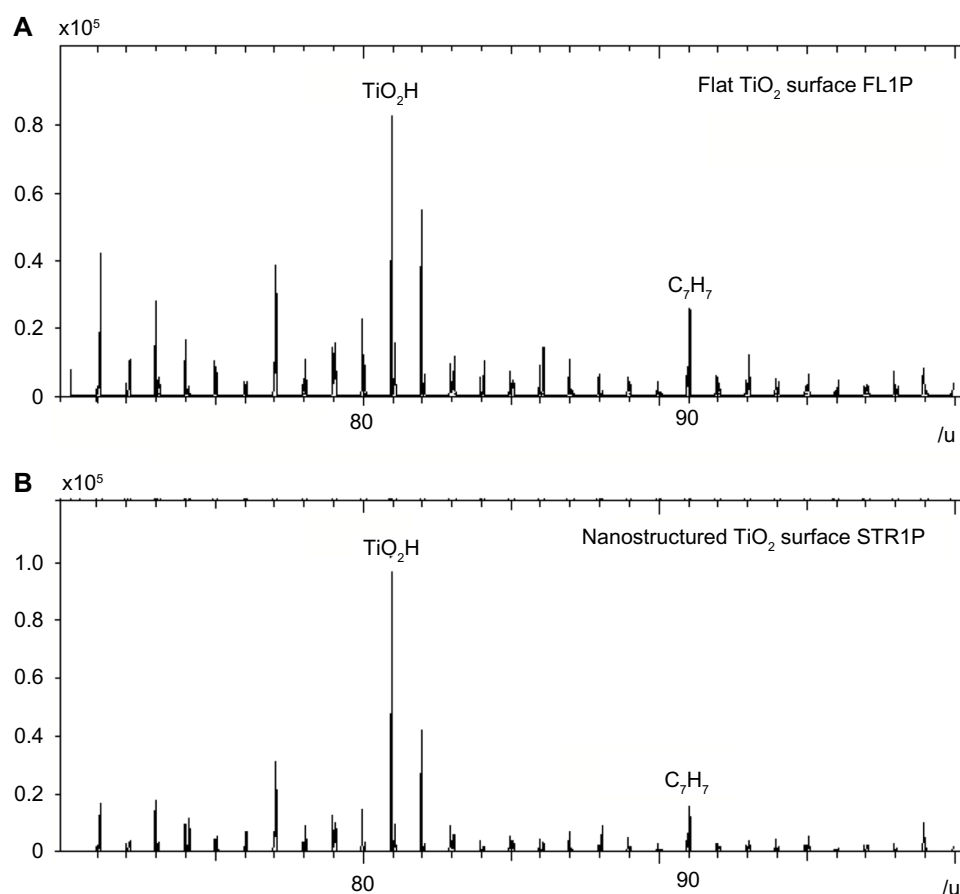 A x10⁵
TiO₂H
Flat TiO₂ surface FL1P
0.8
0.6
0.4
C₇H₇
0.2
0
80 90
/u
B x10⁵
Nanostructured TiO₂ surface STR1P
TiO₂H
1.0
0.8
0.6
0.4
C₇H₇
0.2
0
80 90
/u